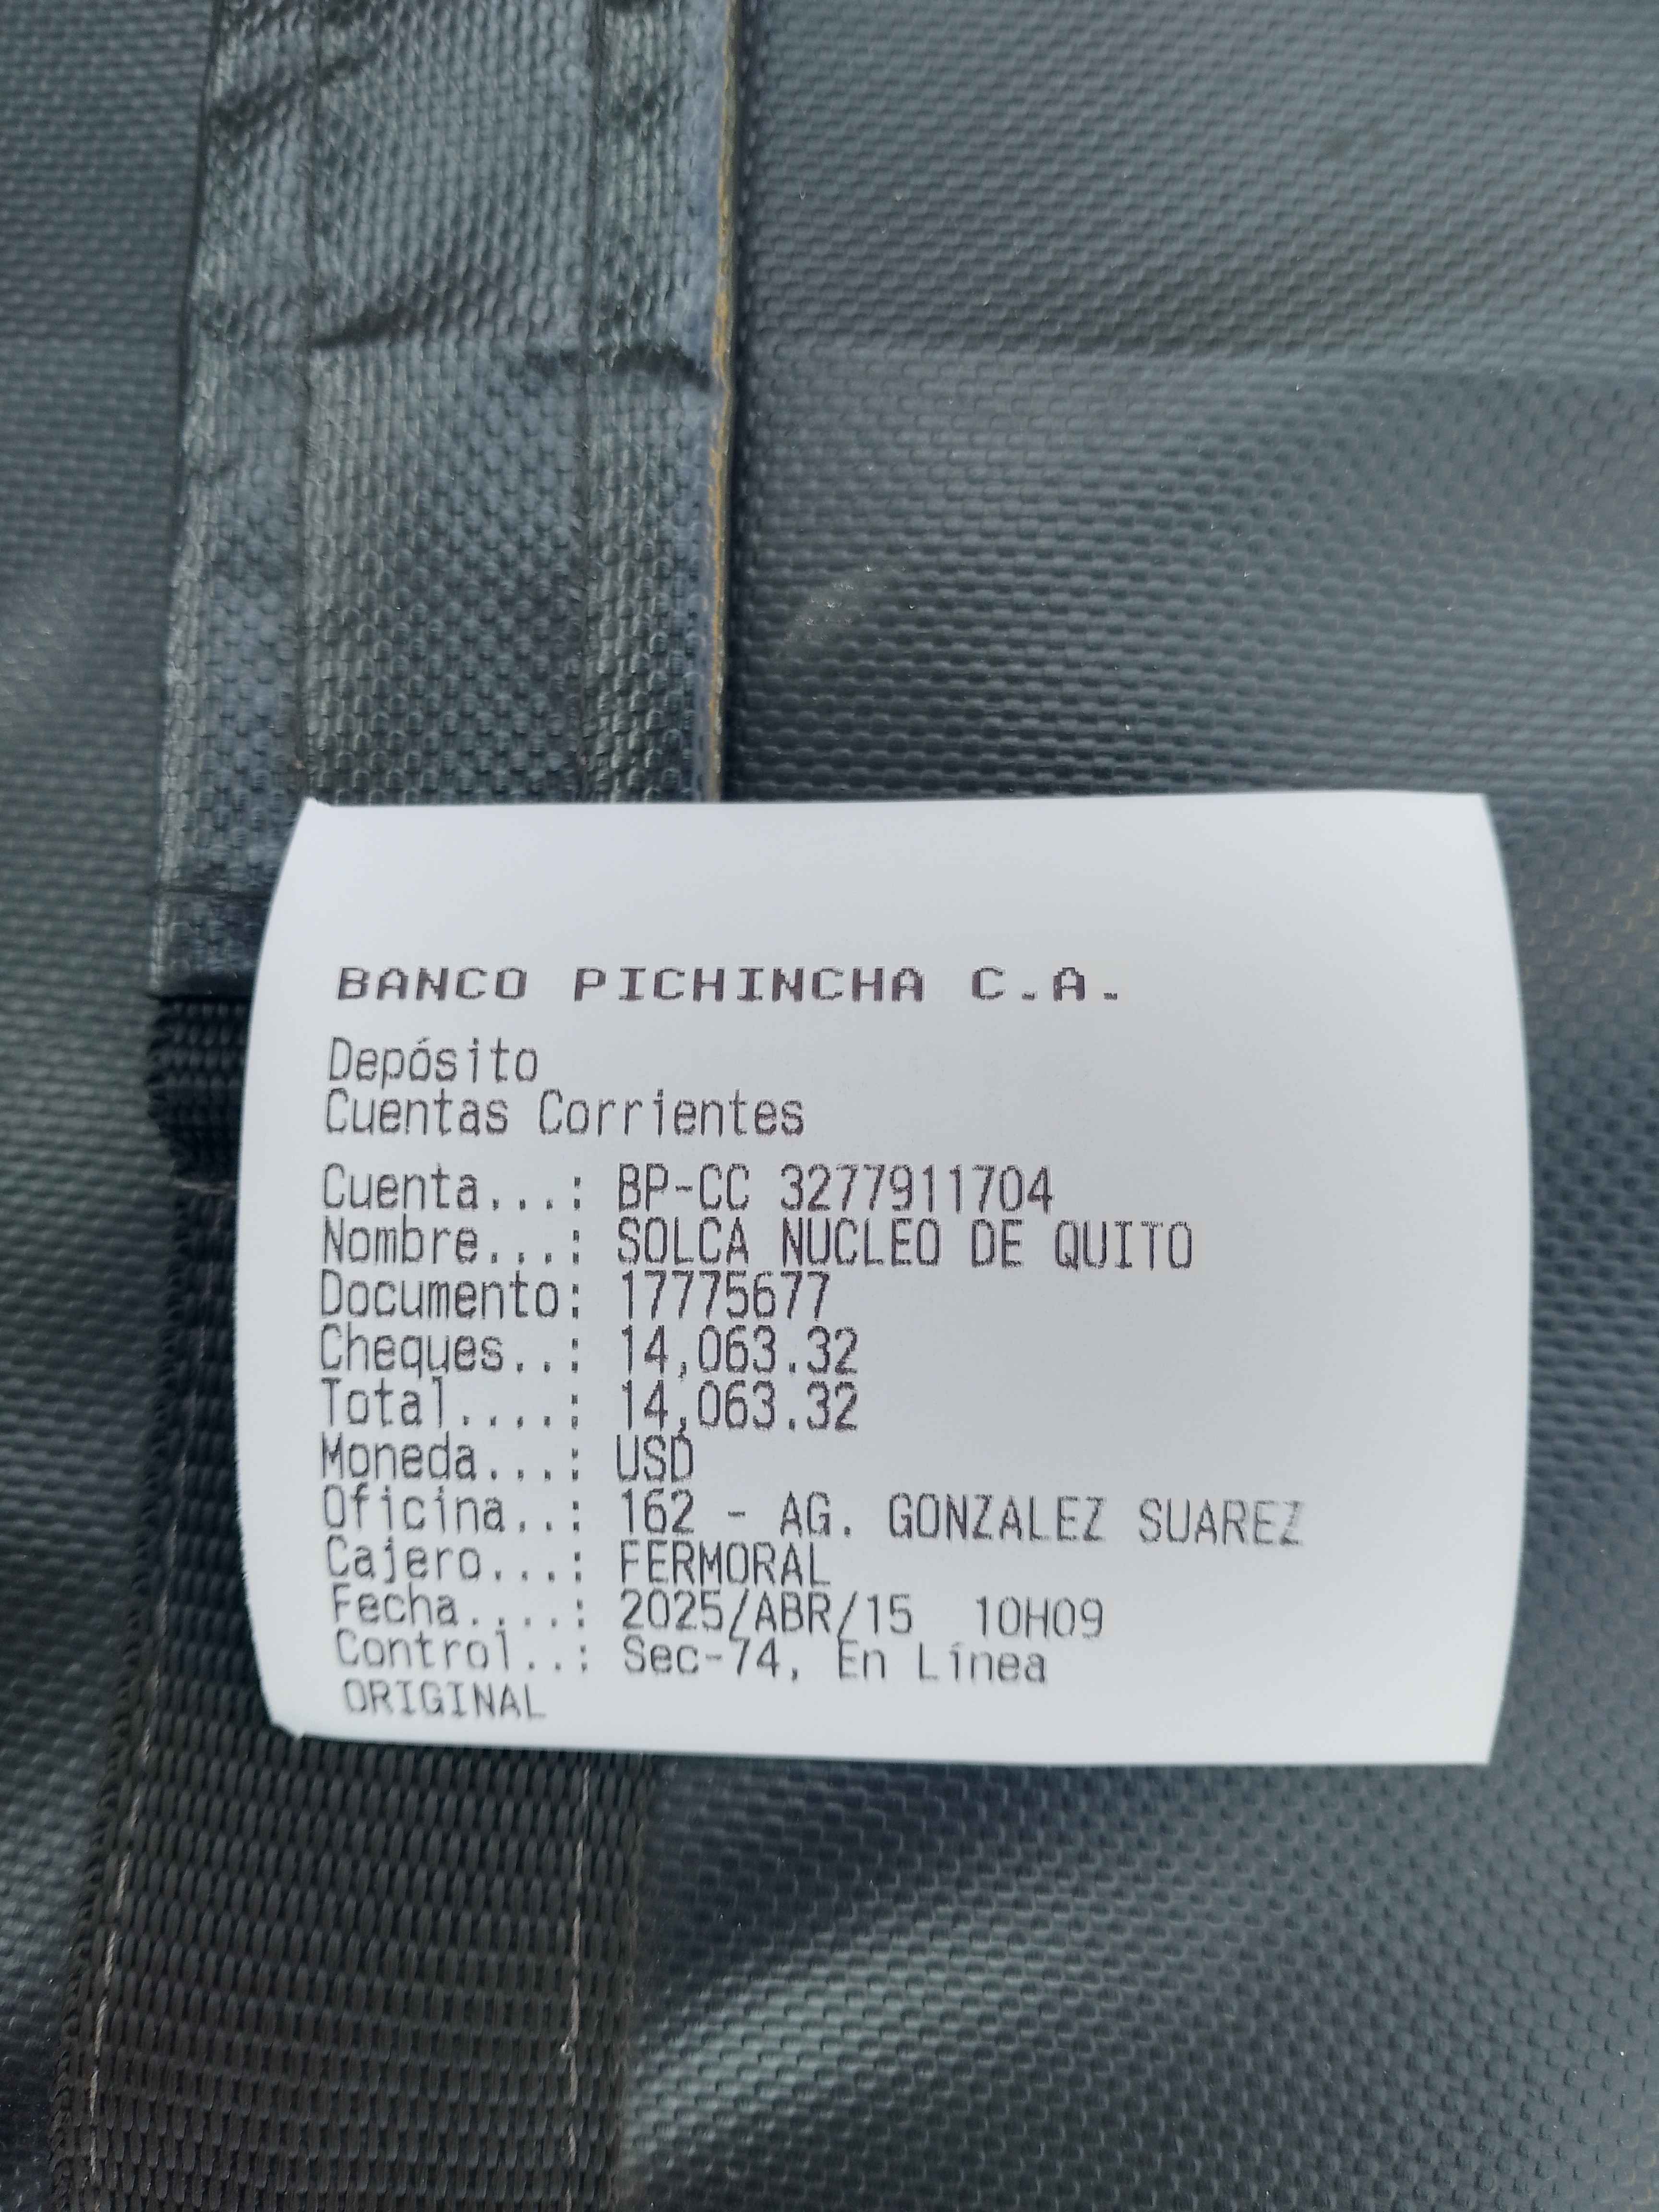 BANCO PICHINCHA C.A.
Depósito
Cuentas Corrientes
Cuenta...: BP-CC 3277911704
Nombre...: SOLCA NUCLEO DE QUITO
Documento: 17775677
Cheques..: 14,063.32
Total....: 14,063.32
Moneda...: USD
Oficina..: 162 - AG. GONZALEZ SUAREZ
Cajero...: FERMORAL
Fecha....: 2025/ABR/15 10H09
Control..: Sec-74, En Línea
ORIGINAL